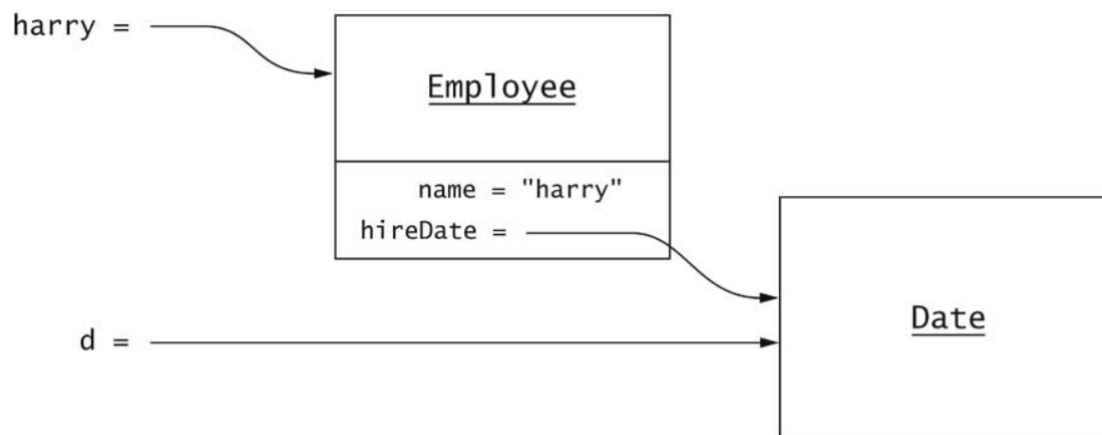 harry =
Employee
name = "harry"
hireDate =
Date
d =